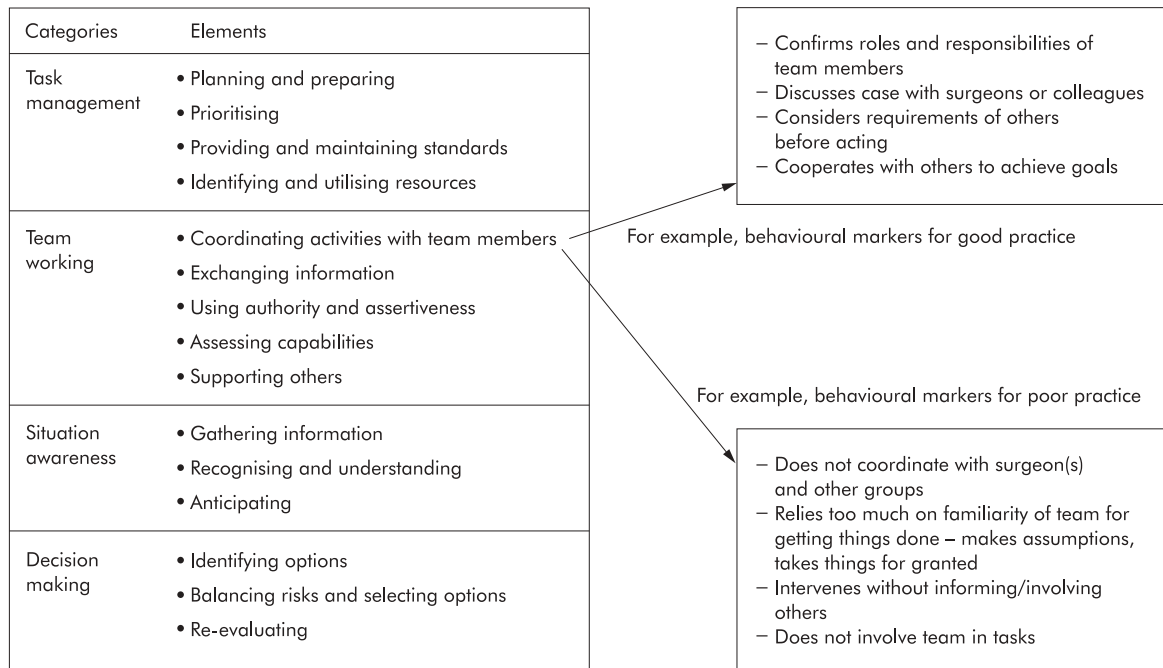 Categories Elements
Task management
• Planning and preparing
• Prioritising
• Providing and maintaining standards
• Identifying and utilising resources
Team working
• Coordinating activities with team members
• Exchanging information
• Using authority and assertiveness
• Assessing capabilities
• Supporting others
Situation awareness
• Gathering information
• Recognising and understanding
• Anticipating
Decision making
• Identifying options
• Balancing risks and selecting options
• Re-evaluating
– Confirms roles and responsibilities of
team members
– Discusses case with surgeons or colleagues
– Considers requirements of others
before acting
– Cooperates with others to achieve goals
For example, behavioural markers for good practice
For example, behavioural markers for poor practice
– Does not coordinate with surgeon(s)
and other groups
– Relies too much on familiarity of team for
getting things done – makes assumptions,
takes things for granted
– Intervenes without informing/involving
others
– Does not involve team in tasks